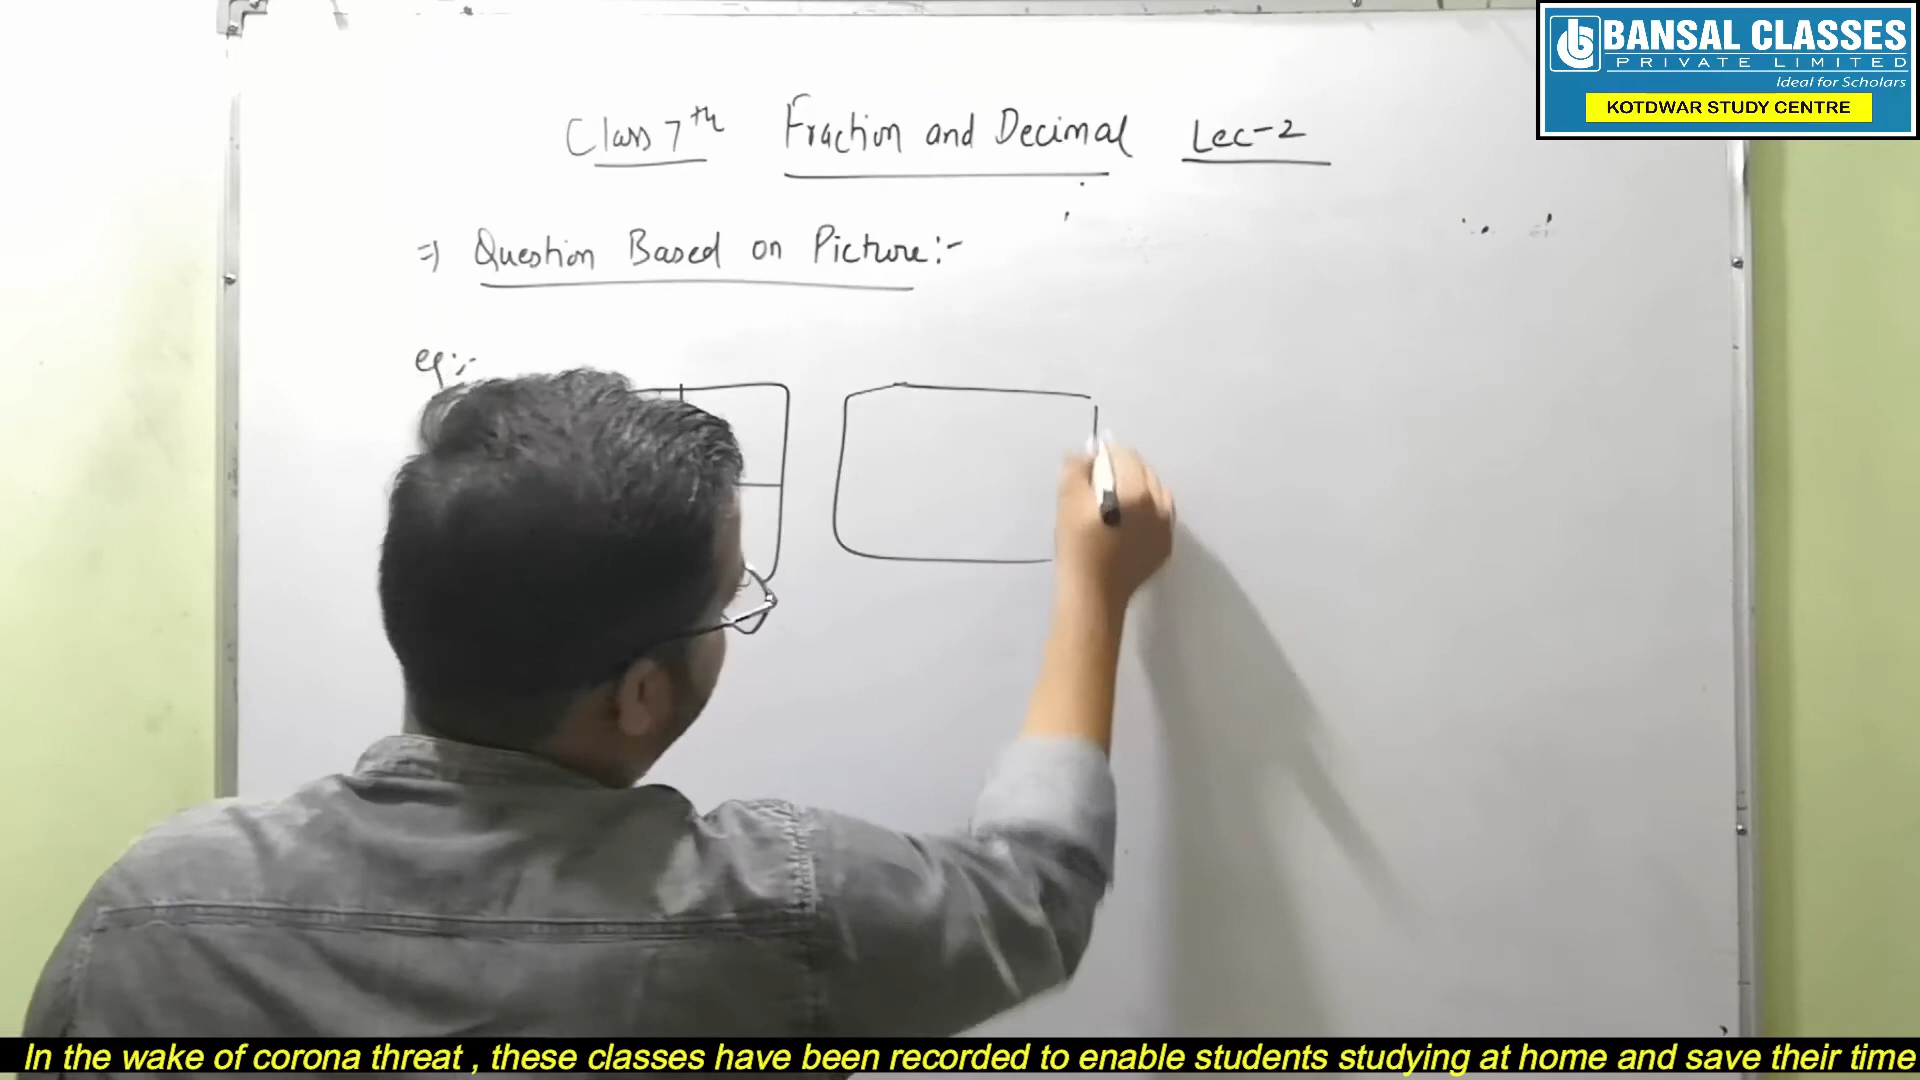 BANSAL CLASSES
PRIVATE LIMITED
Ideal for Scholars
KOTDWAR STUDY CENTRE
Class 7th Fraction and Decimal Lec-2
⇒ Question Based on Picture:-
eg:-
In the wake of corona threat , these classes have been recorded to enable students studying at home and save their time